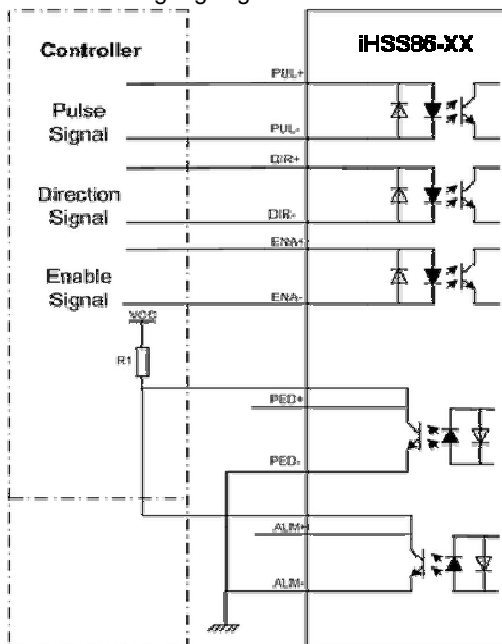 iHSS86-XX
Controller
PUL+
Pulse
Signal
PUL-
DIR+
Direction
Signal
DIR-
ENA+
Enable
Signal
ENA-
VCC
R1
PED+
PED-
ALM+
ALM-